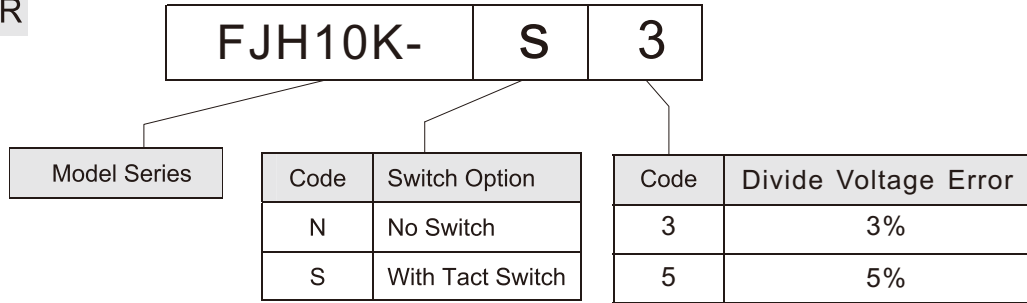 R
FJH10K- S 3
Model Series
Code Switch Option
N No Switch
S With Tact Switch
Code Divide Voltage Error
3 3%
5 5%